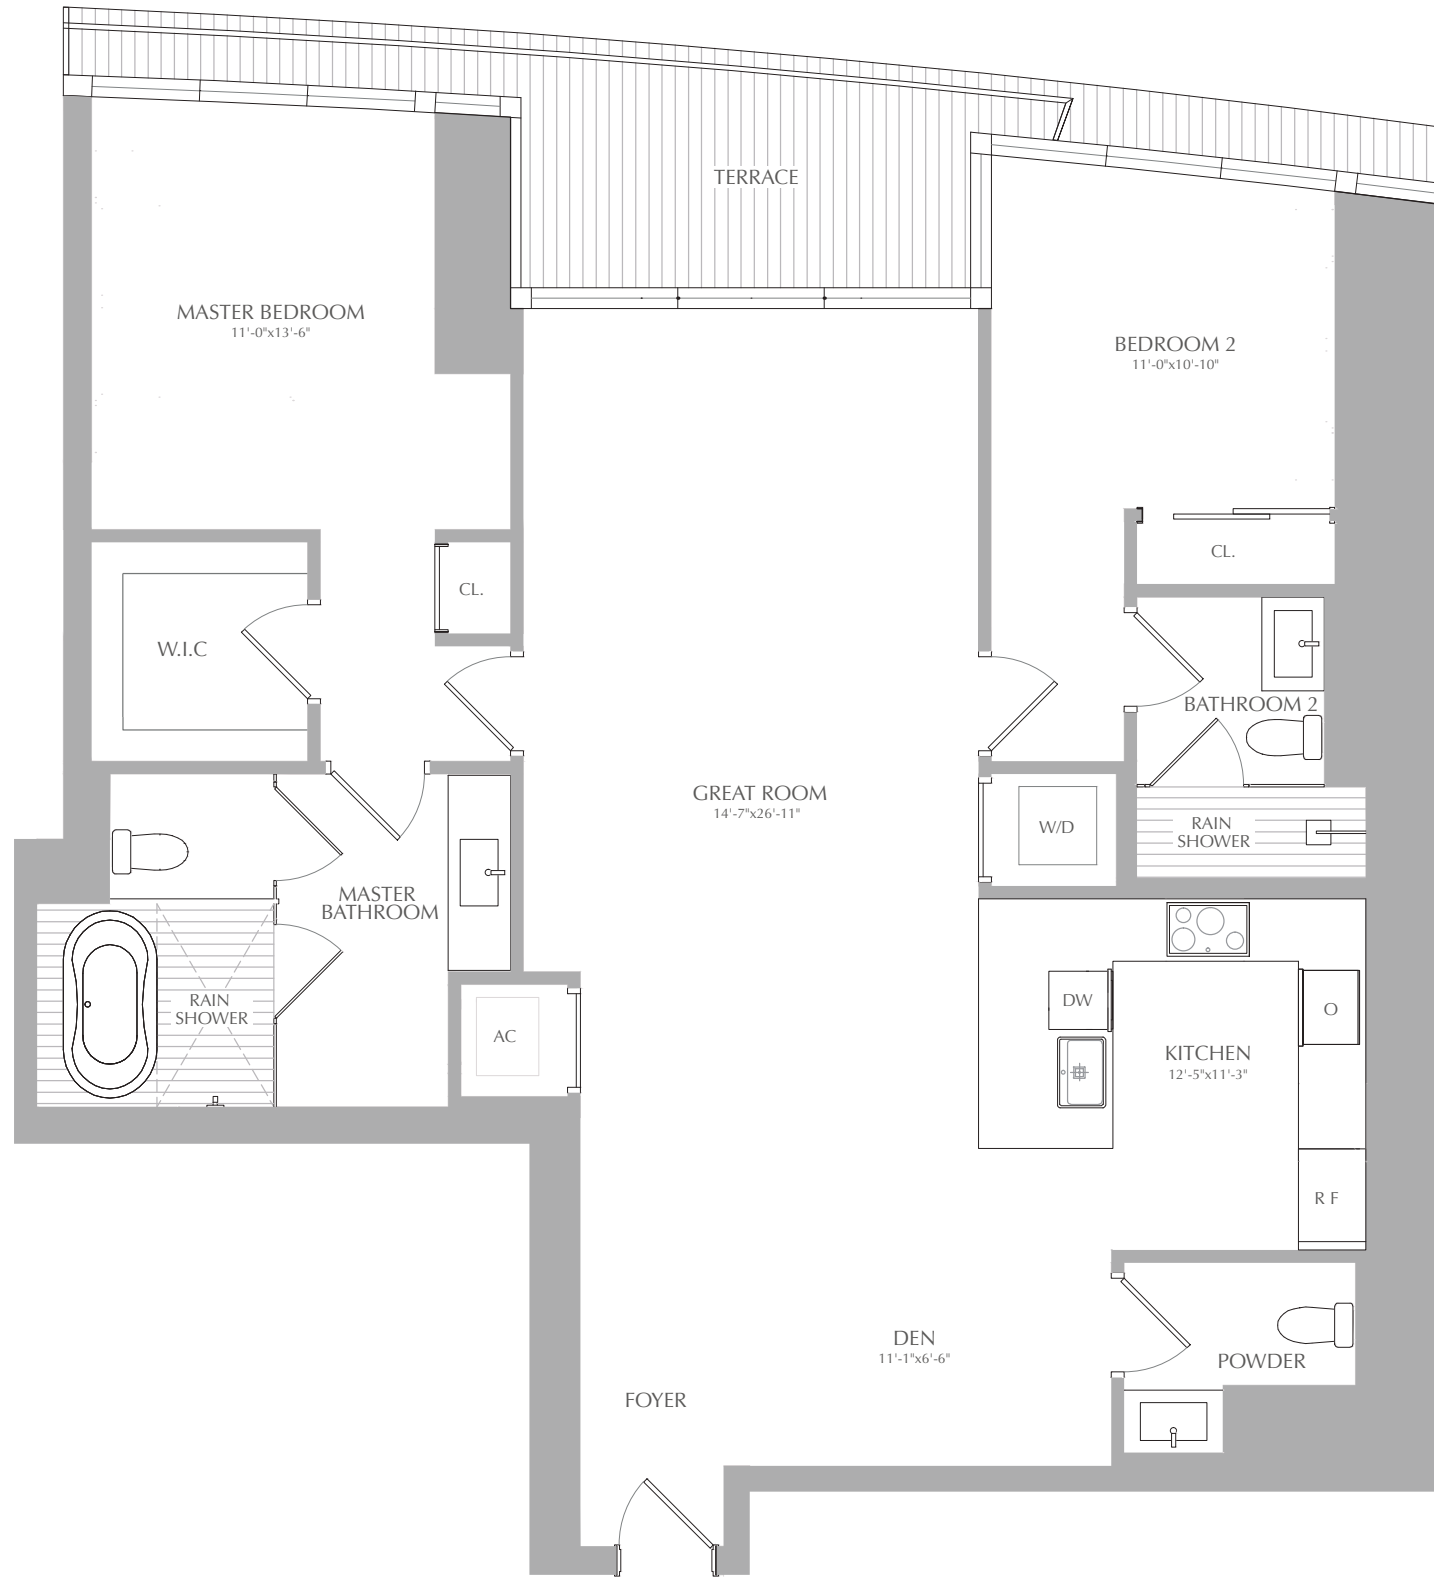 TERRACE
MASTER BEDROOM
11'-0"x13'-6"
BEDROOM 2
11'-0"x10'-10"
CL.
CL.
W.I.C
BATHROOM 2
GREAT ROOM
14'-7"x26'-11"
W/D
RAIN
SHOWER
MASTER
BATHROOM
RAIN
SHOWER
AC
DW
O
KITCHEN
12'-5"x11'-3"
R F
DEN
11'-1"x6'-6"
POWDER
FOYER